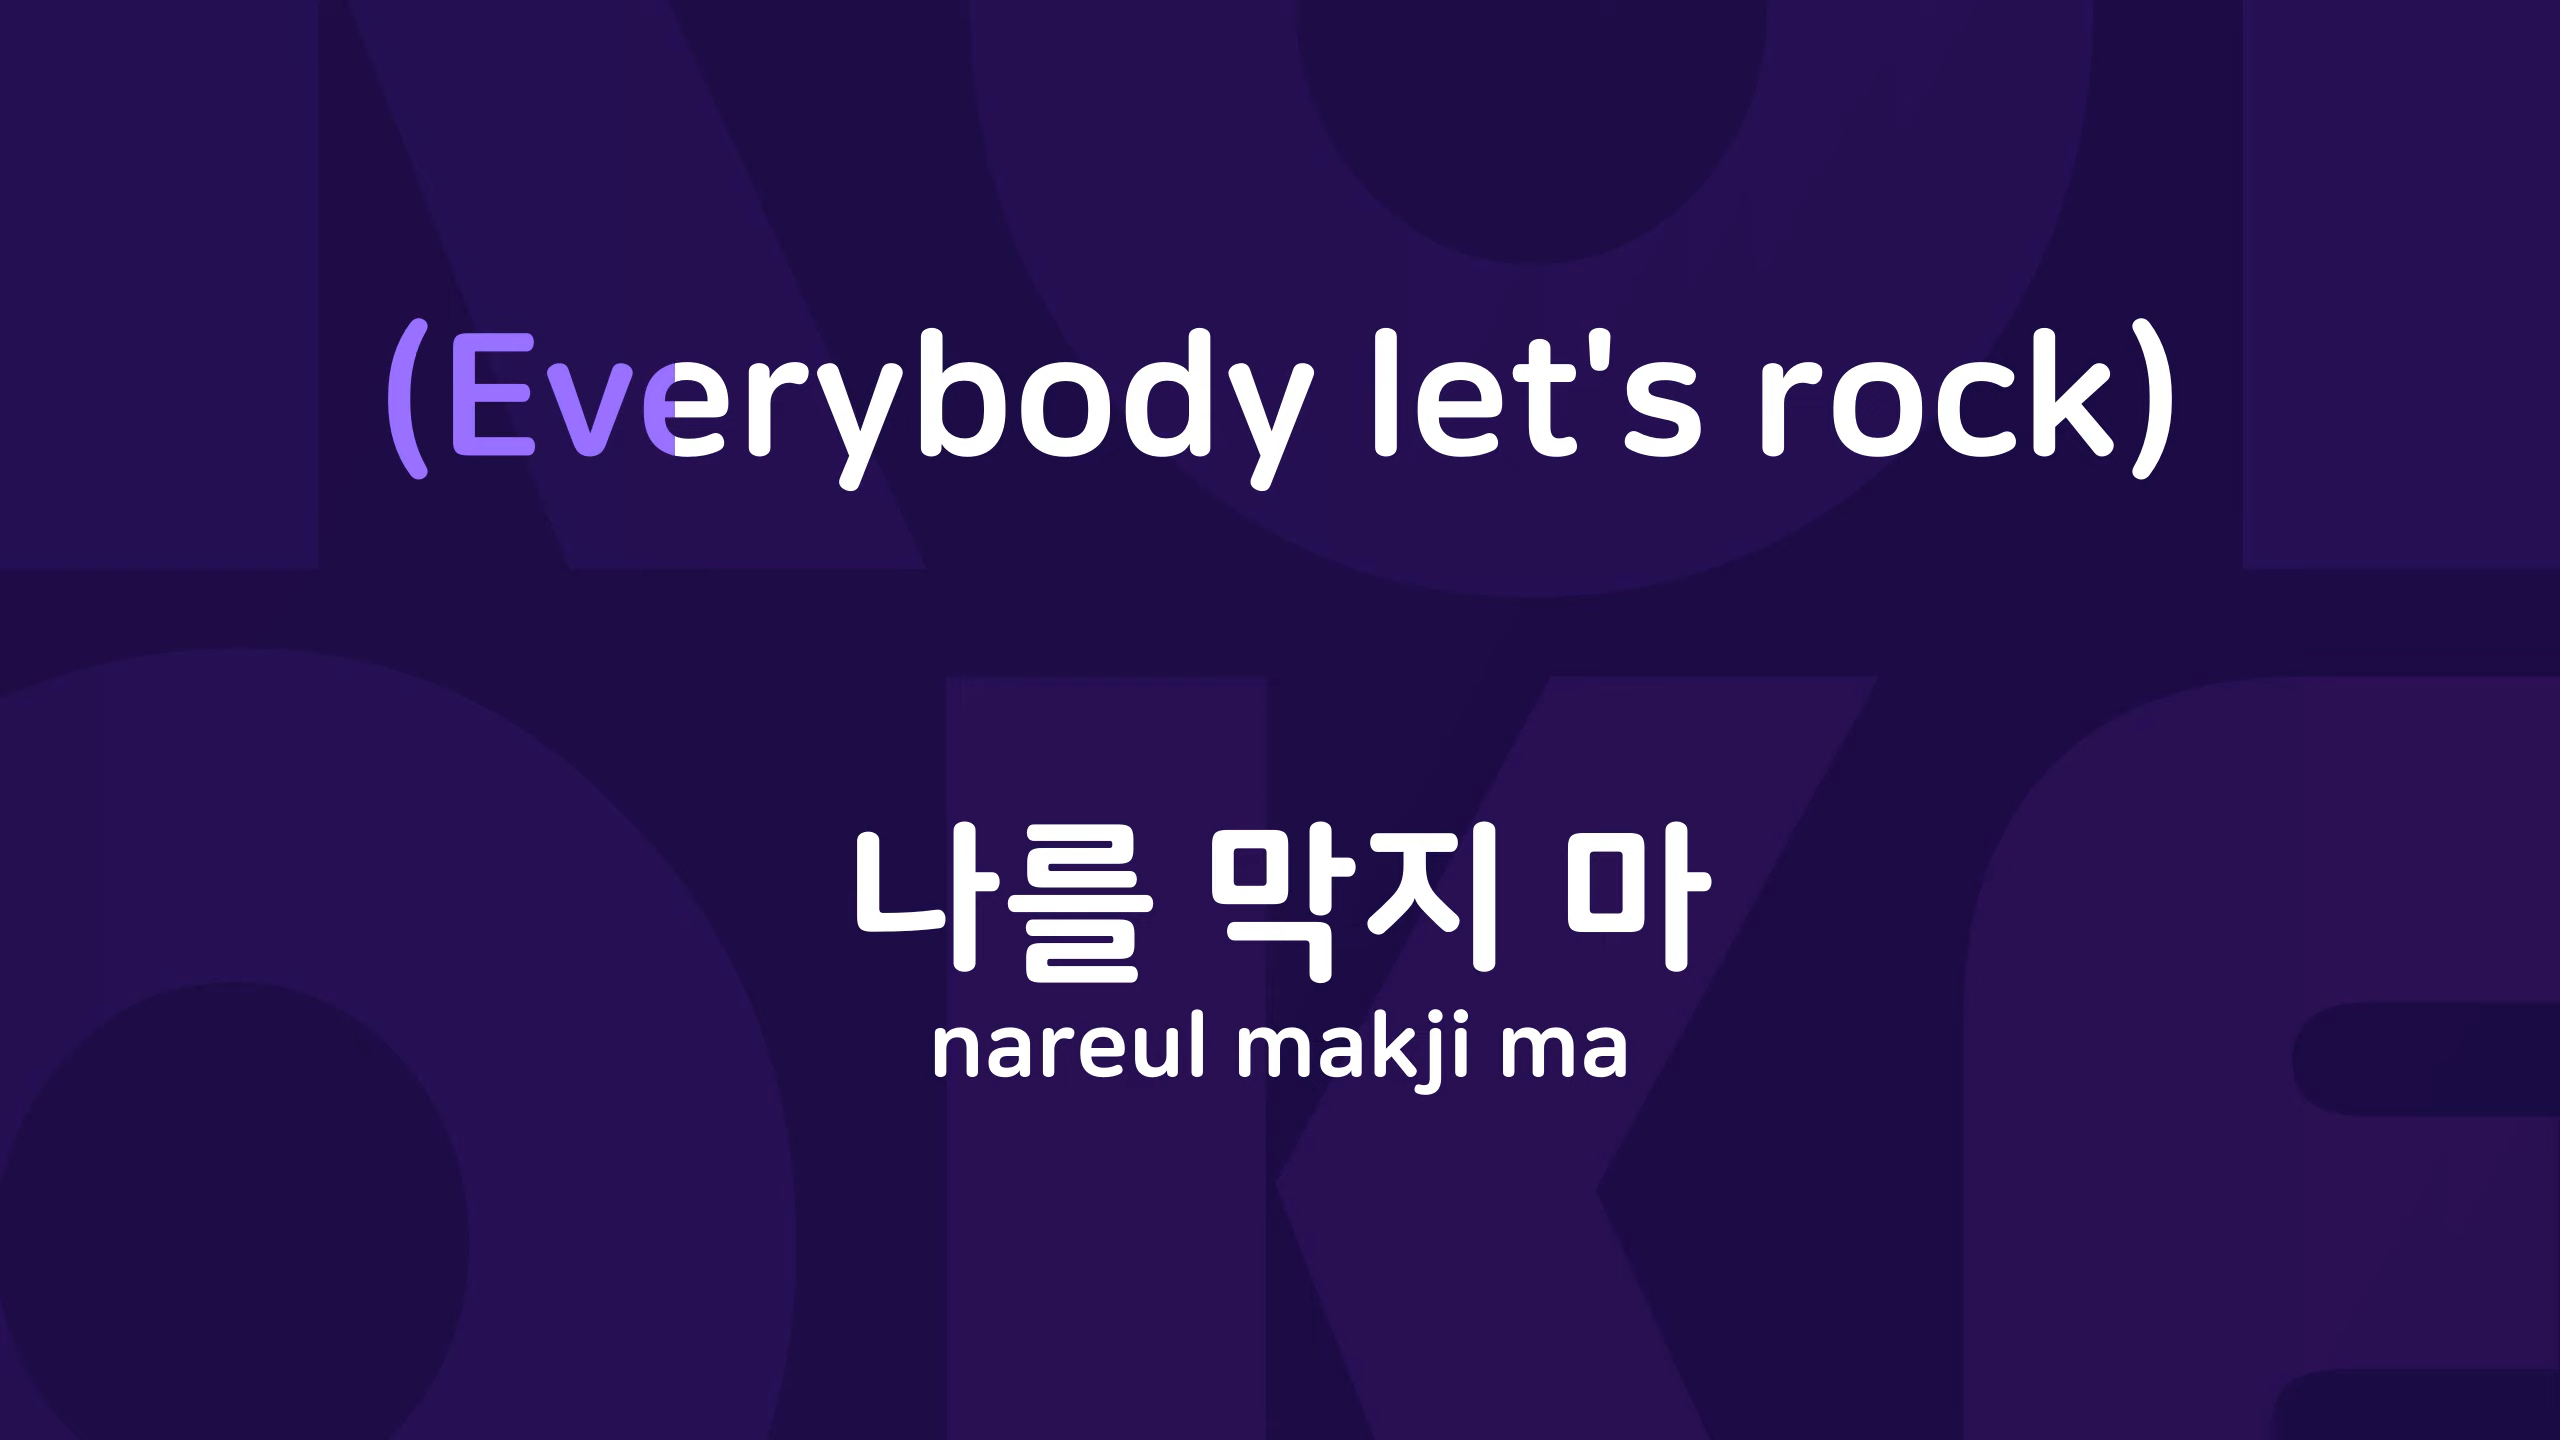 (Everybody let's rock)
나를 막지 마
nareul makji ma